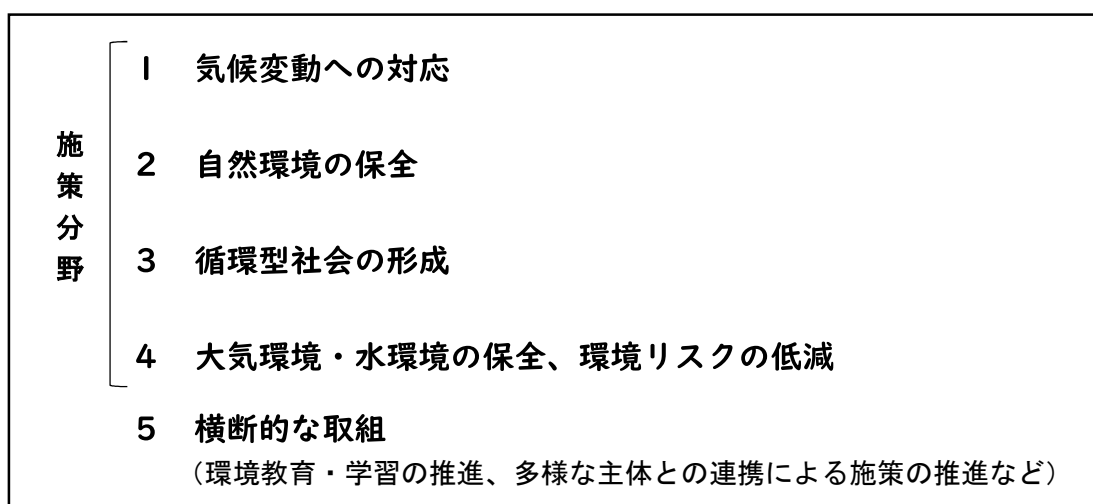 施策分野
1 気候変動への対応
2 自然環境の保全
3 循環型社会の形成
4 大気環境・水環境の保全、環境リスクの低減
5 横断的な取組
（環境教育・学習の推進、多様な主体との連携による施策の推進など）